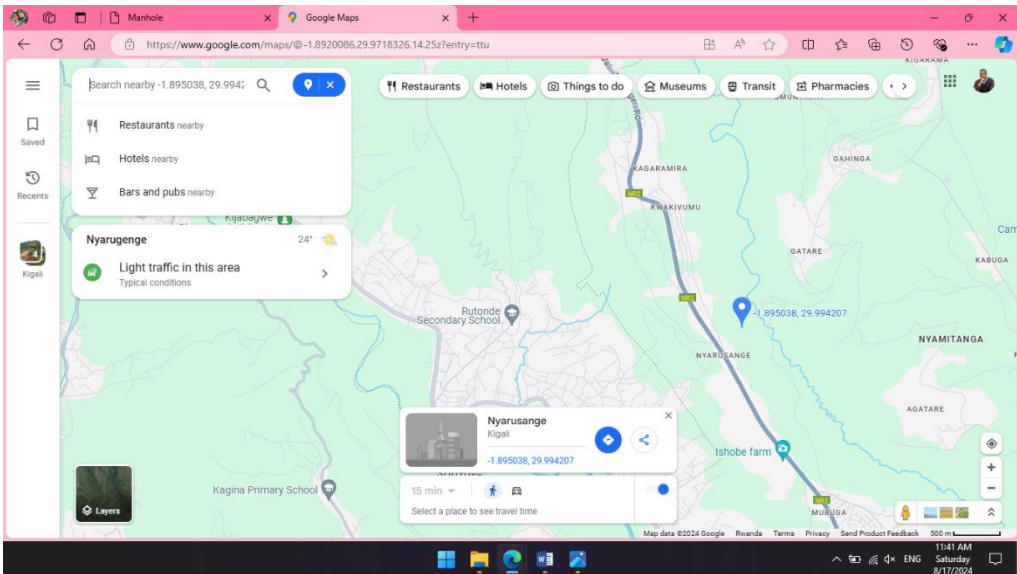 Manhole
Google Maps
https://www.google.com/maps/@-1.8920086,29.9718326,14.25z?entry=ttu
Search nearby -1.895038, 29.9942
Restaurants
Hotels
Things to do
Museums
Transit
Pharmacies
Saved
Recents
Kigali
Restaurants nearby
Hotels nearby
Bars and pubs nearby
Kijabagwe
Nyarugenge
24°
Light traffic in this area
Typical conditions
KIGARAMA
KAGARAMIRA
GAHINGA
NR2
RWAKIVUMU
Cam
GATARE
KABUGA
NR2
-1.895038, 29.994207
Rutonde
Secondary School
NYAMITANGA
NYARUSANGE
AGATARE
Nyarusange
Kigali
-1.895038, 29.994207
Ishobe farm
15 min
Select a place to see travel time
Kagina Primary School
NR2
MUBUGA
Layers
Map data ©2024 Google
Rwanda
Terms
Privacy
Send Product Feedback
500 m
ENG
11:41 AM
Saturday
8/17/2024